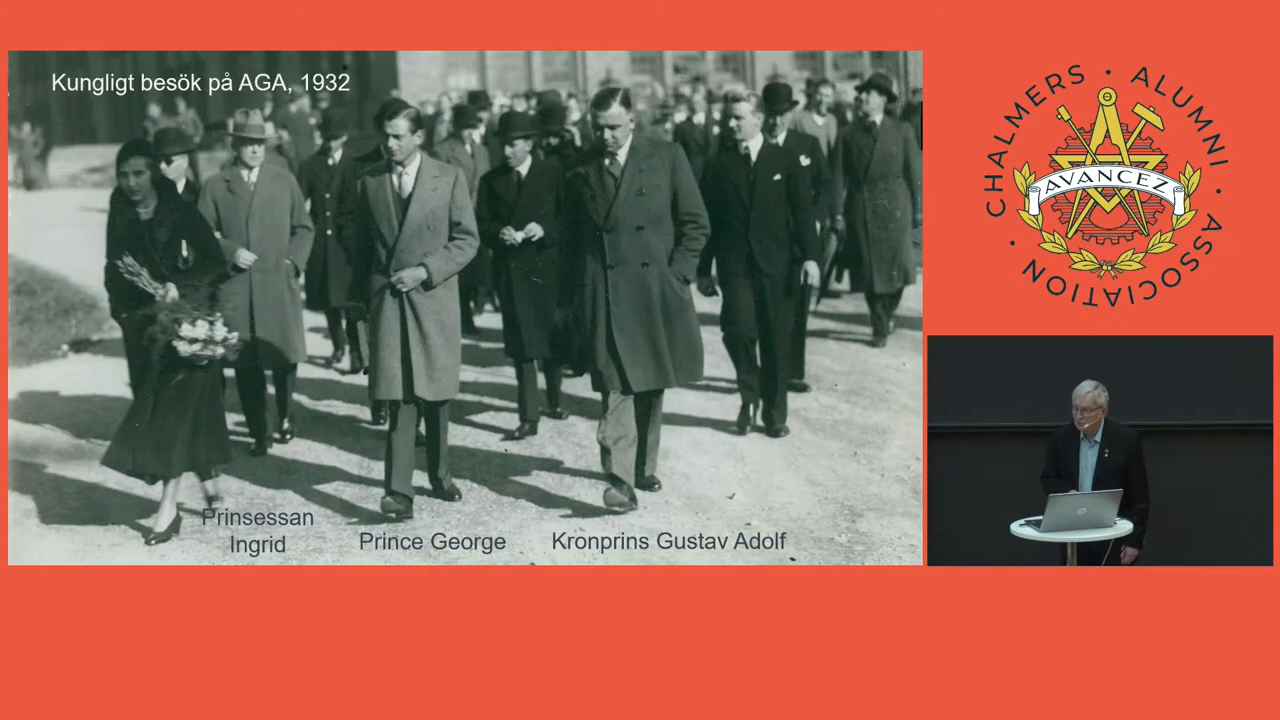 Kungligt besök på AGA, 1932
Prinsessan
Ingrid
Prince George
Kronprins Gustav Adolf
CHALMERS · ALUMNI · ASSOCIATION ·
AVANCEZ